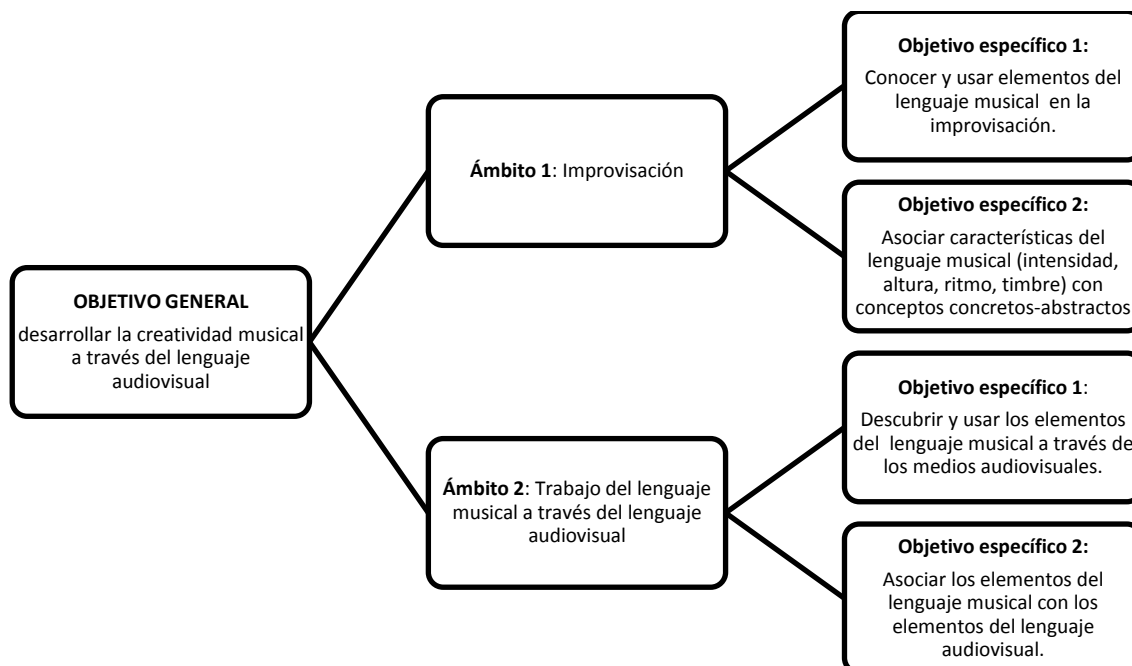 OBJETIVO GENERAL
desarrollar la creatividad musical
a través del lenguaje
audiovisual
Ámbito 1: Improvisación
Objetivo específico 1:
Conocer y usar elementos del
lenguaje musical en la
improvisación.
Objetivo específico 2:
Asociar características del
lenguaje musical (intensidad,
altura, ritmo, timbre) con
conceptos concretos-abstractos
Ámbito 2: Trabajo del lenguaje
musical a través del lenguaje
audiovisual
Objetivo específico 1:
Descubrir y usar los elementos
del lenguaje musical a través de
los medios audiovisuales.
Objetivo específico 2:
Asociar los elementos del
lenguaje musical con los
elementos del lenguaje
audiovisual.